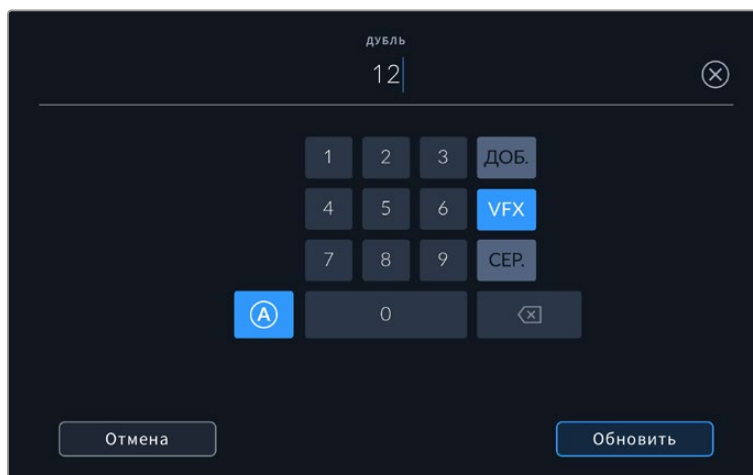 ДУБЛЬ
12
1 2 3 ДОБ.
4 5 6 VFX
7 8 9 СЕР.
A 0
Отмена Обновить